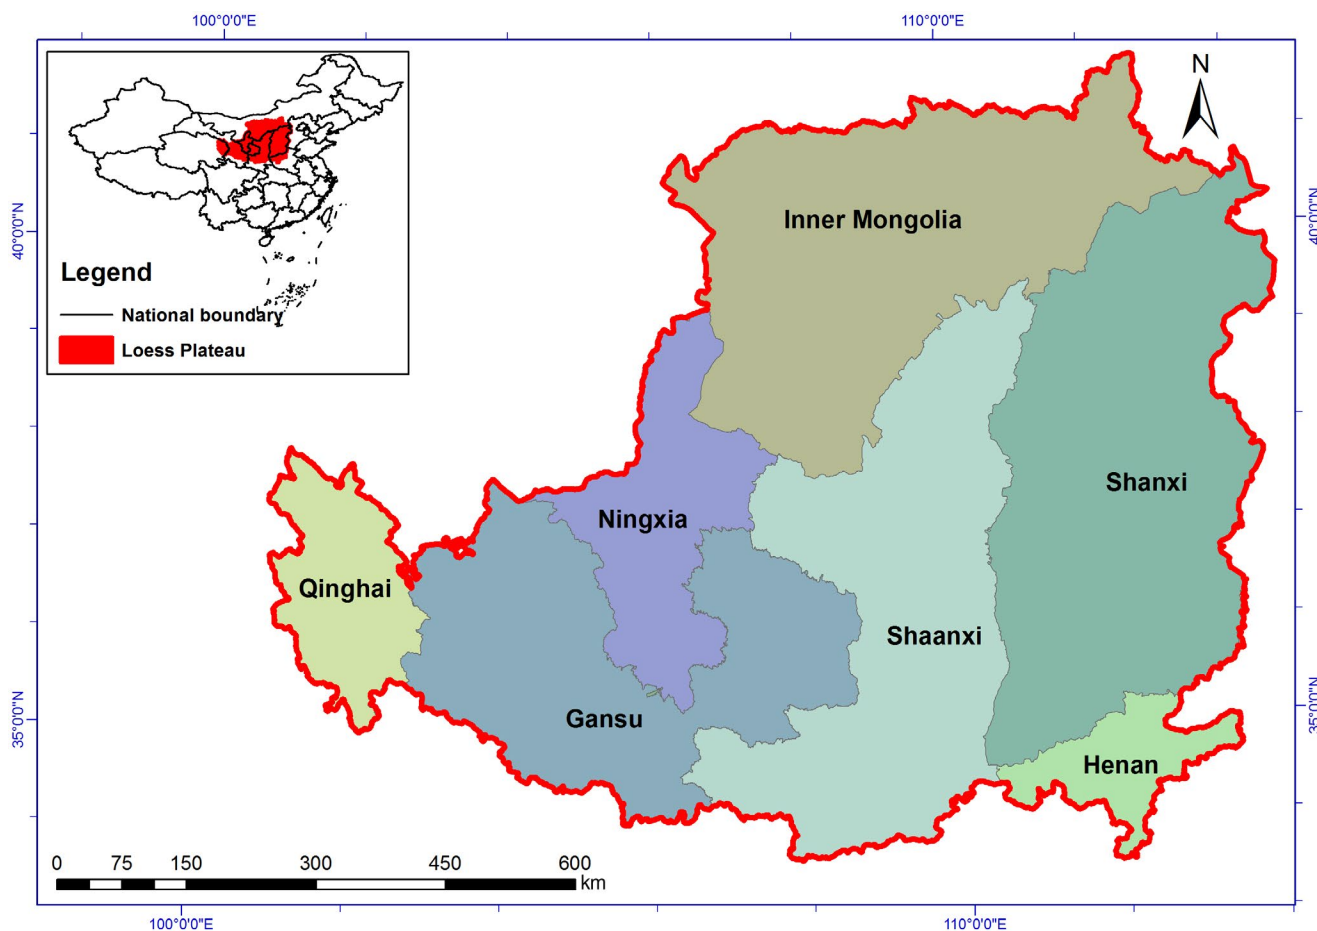 100°0'0"E
110°0'0"E
N
40°0'0"N
40°0'0"N
Inner Mongolia
Legend
National boundary
Loess Plateau
Shanxi
Ningxia
Qinghai
Shaanxi
35°0'0"N
35°0'0"N
Gansu
Henan
0 75 150 300 450 600
km
100°0'0"E
110°0'0"E